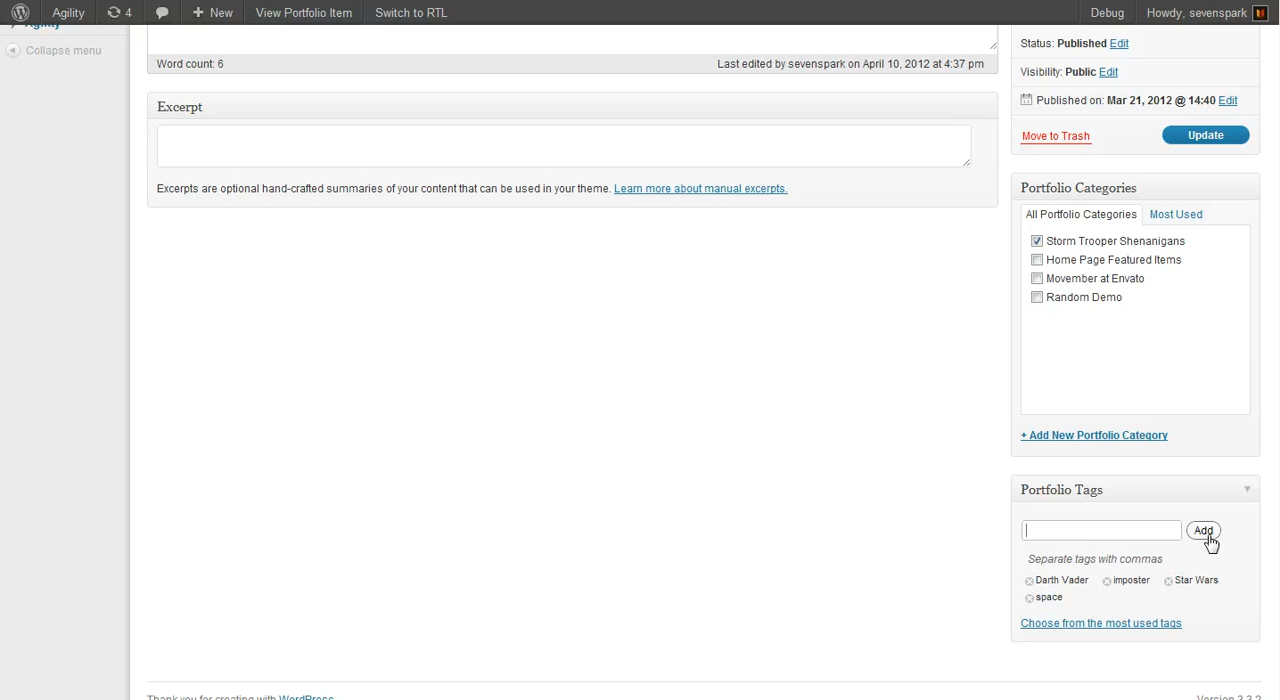 Agility 4 New View Portfolio Item Switch to RTL Debug Howdy, sevenspark
Agility
Collapse menu
Word count: 6 Last edited by sevenspark on April 10, 2012 at 4:37 pm
Excerpt
Excerpts are optional hand-crafted summaries of your content that can be used in your theme. Learn more about manual excerpts.
Status: Published Edit
Visibility: Public Edit
Published on: Mar 21, 2012 @ 14:40 Edit
Move to Trash Update
Portfolio Categories
All Portfolio Categories Most Used
Storm Trooper Shenanigans
Home Page Featured Items
Movember at Envato
Random Demo
+ Add New Portfolio Category
Portfolio Tags
Add
Separate tags with commas
Darth Vader imposter Star Wars
space
Choose from the most used tags
Thank you for creating with WordPress Version 3.3.2